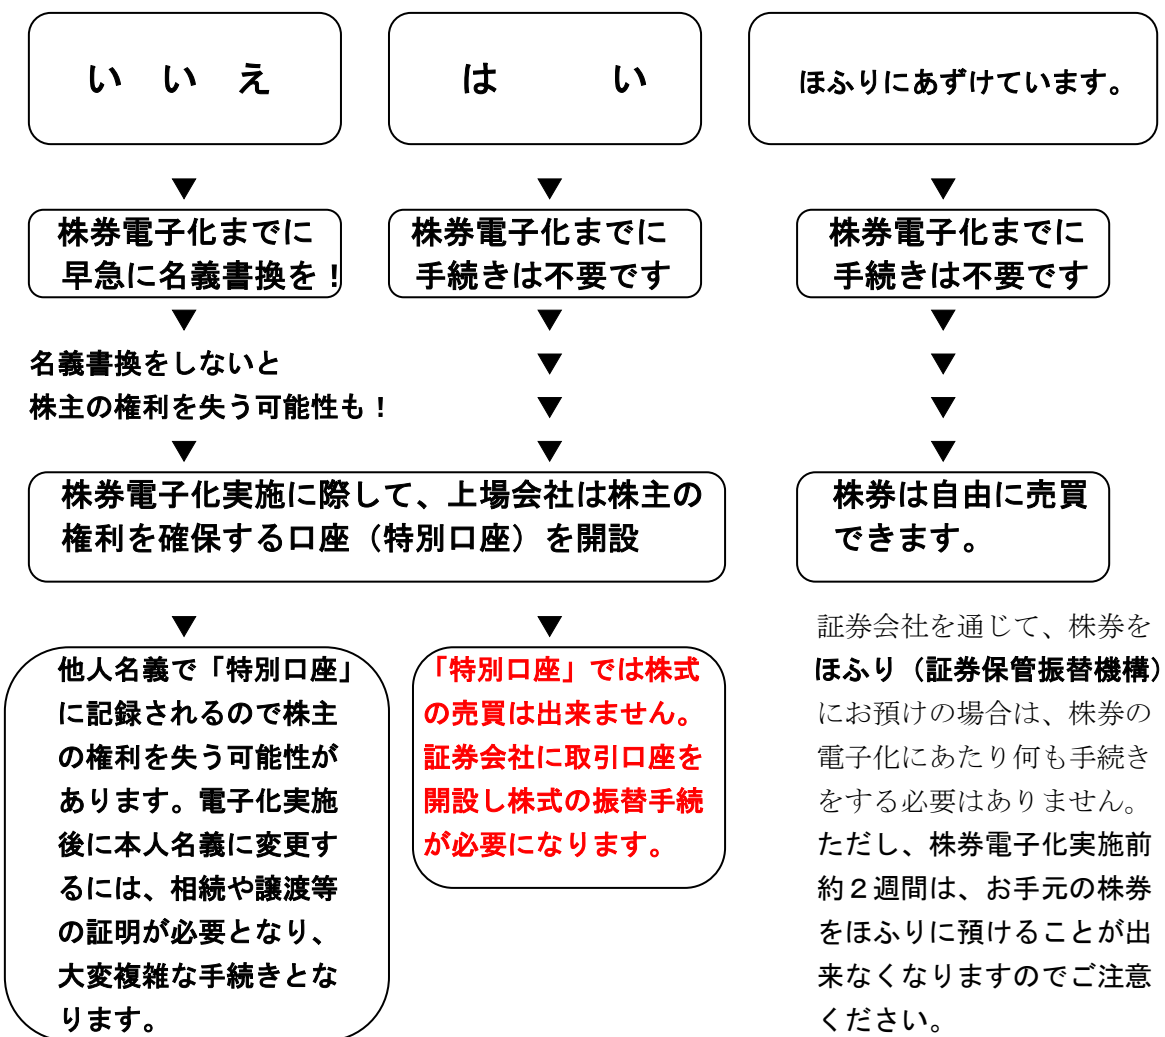 いいえ
はい
ほふりにあずけています。
▼
▼
▼
株券電子化までに
早急に名義書換を！
株券電子化までに
手続きは不要です
株券電子化までに
手続きは不要です
▼
▼
▼
名義書換をしないと
株主の権利を失う可能性も！
▼
▼
▼
▼
▼
▼
▼
株券電子化実施に際して、上場会社は株主の
権利を確保する口座（特別口座）を開設
株券は自由に売買
できます。
▼
▼
他人名義で「特別口座」
に記録されるので株主
の権利を失う可能性が
あります。電子化実施
後に本人名義に変更す
るには、相続や譲渡等
の証明が必要となり、
大変複雑な手続きとな
ります。
「特別口座」では株式
の売買は出来ません。
証券会社に取引口座を
開設し株式の振替手続
が必要になります。
証券会社を通じて、株券を
ほふり（証券保管振替機構）
にお預けの場合は、株券の
電子化にあたり何も手続き
をする必要はありません。
ただし、株券電子化実施前
約２週間は、お手元の株券
をほふりに預けることが出
来なくなりますのでご注意
ください。